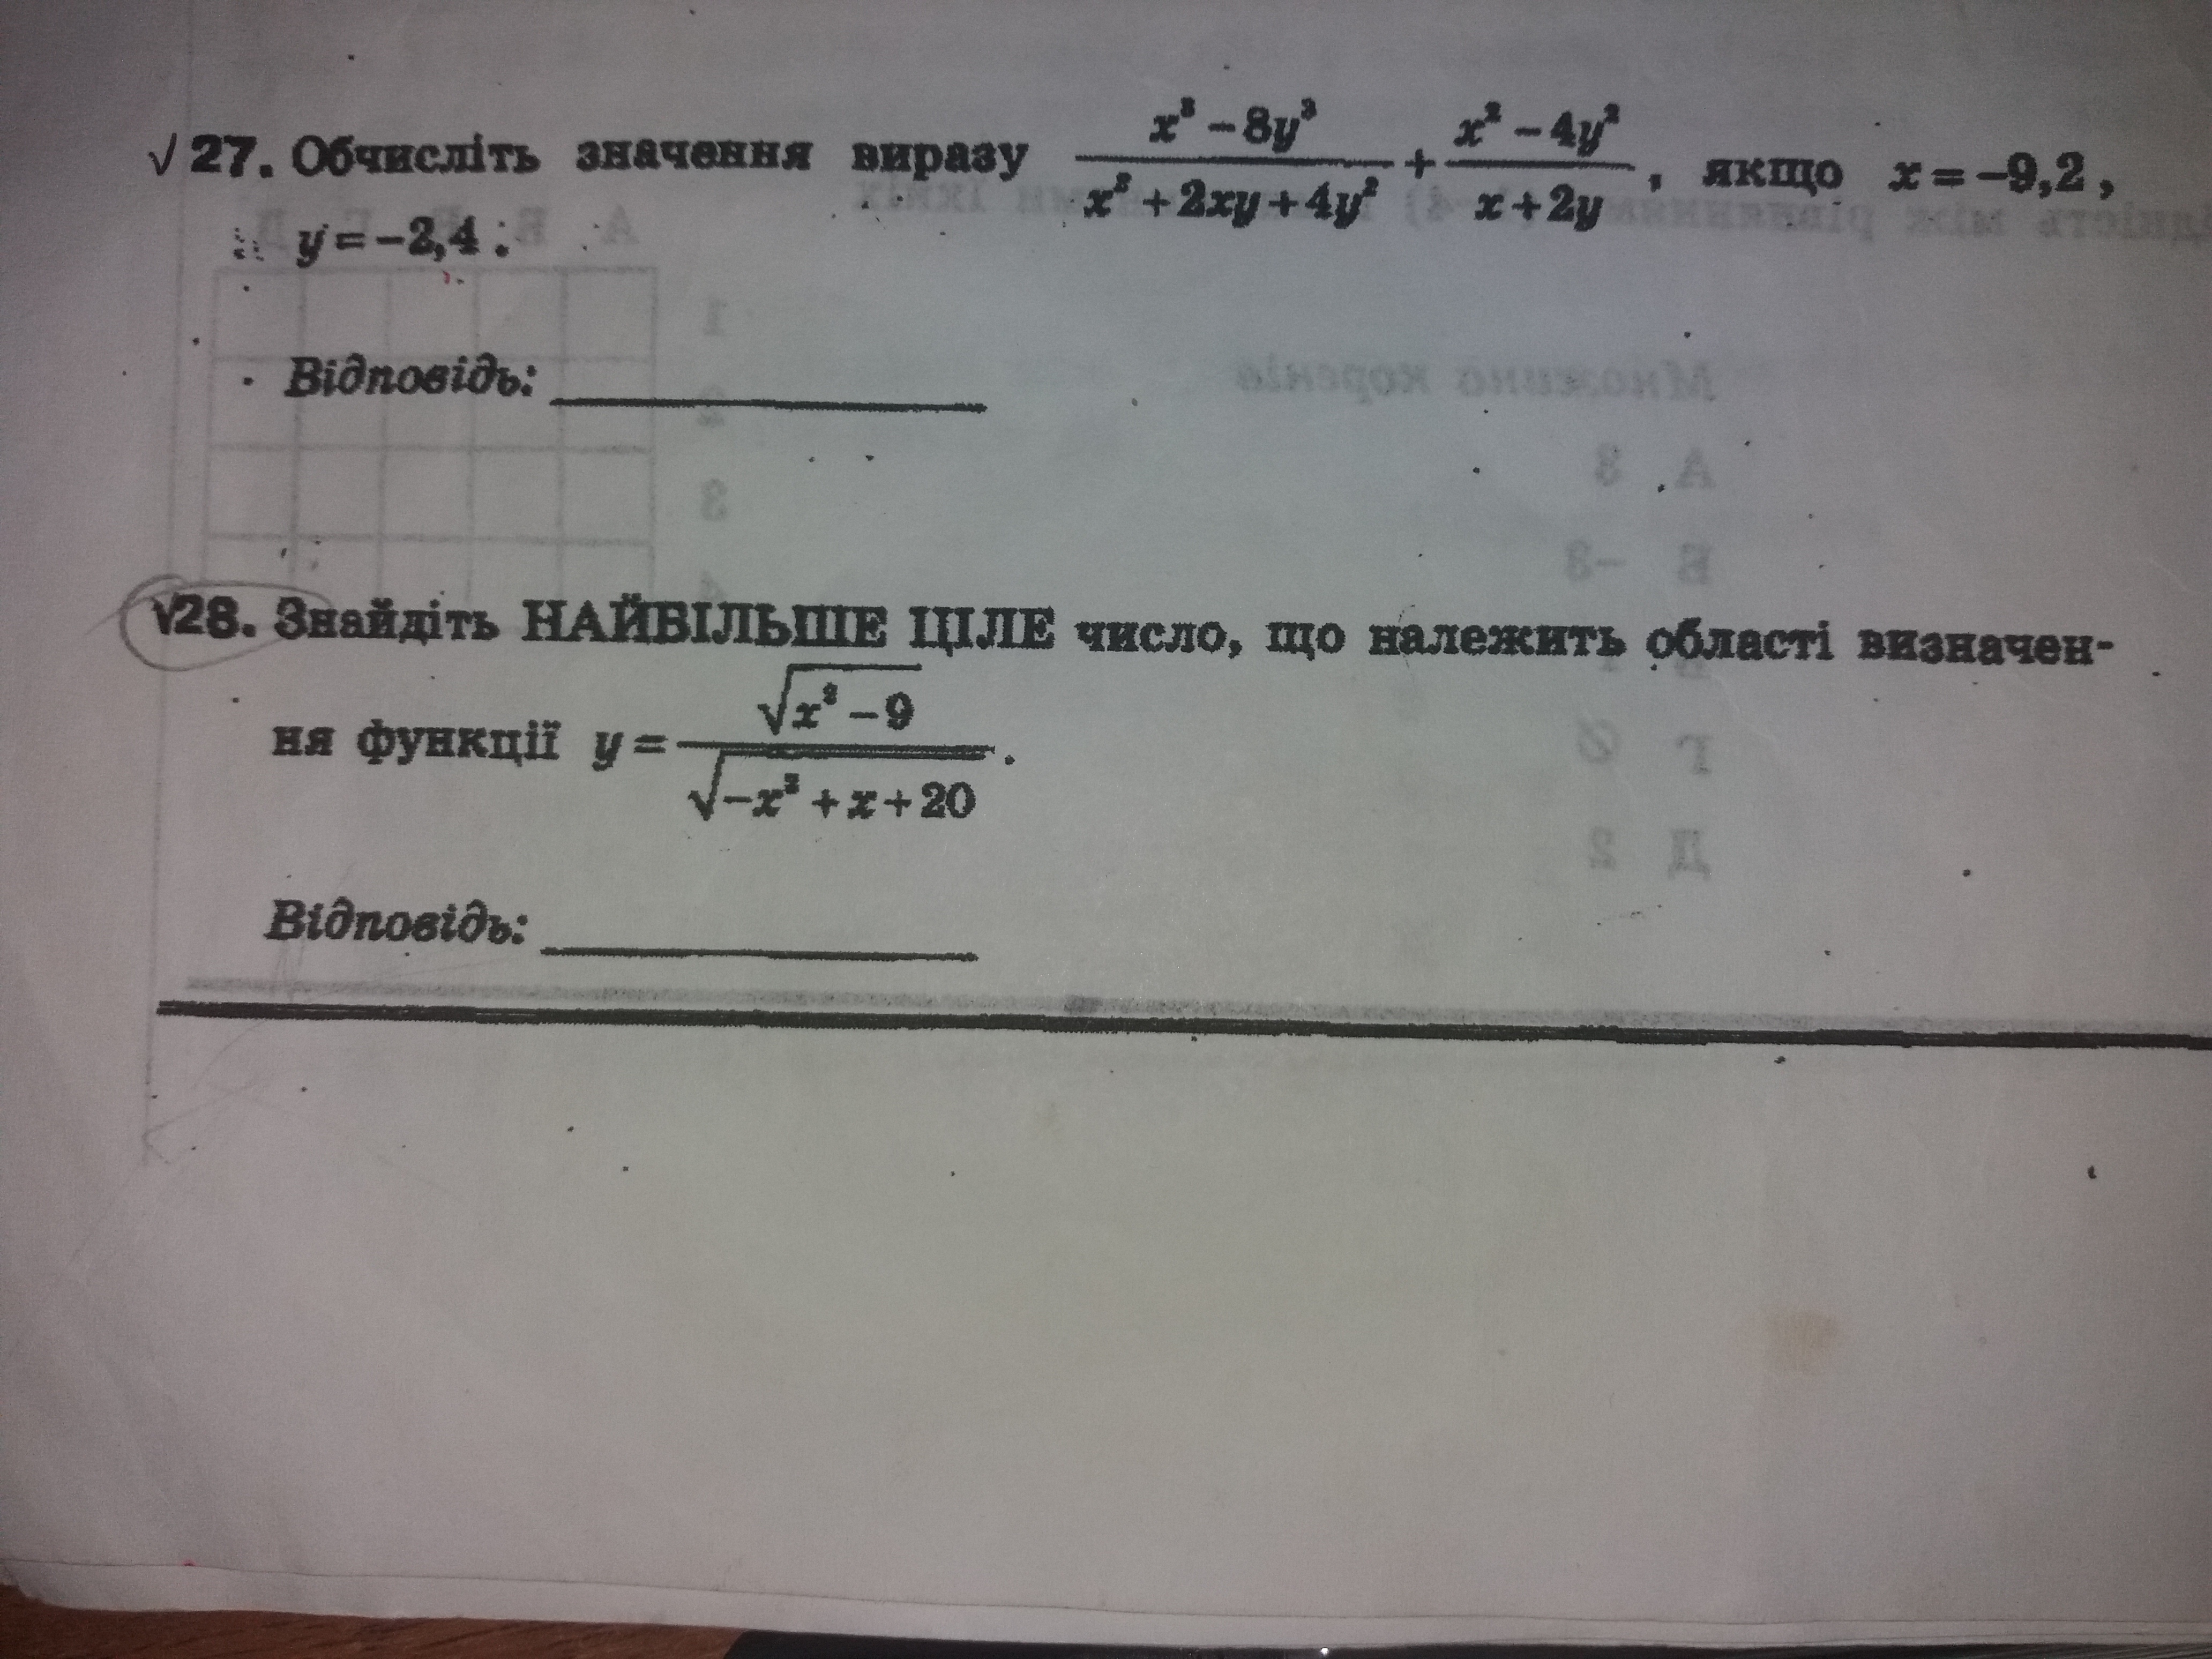 √ 27. Обчисліть значення виразу (x³ − 8y³)/(x² + 2xy + 4y²) + (x² − 4y²)/(x + 2y), якщо x = −9,2,
y = −2,4.
Відповідь:
√28. Знайдіть НАЙБІЛЬШЕ ЦІЛЕ число, що належить області визначен-
ня функції y = √(x² − 9)/√(−x² + x + 20).
Відповідь: